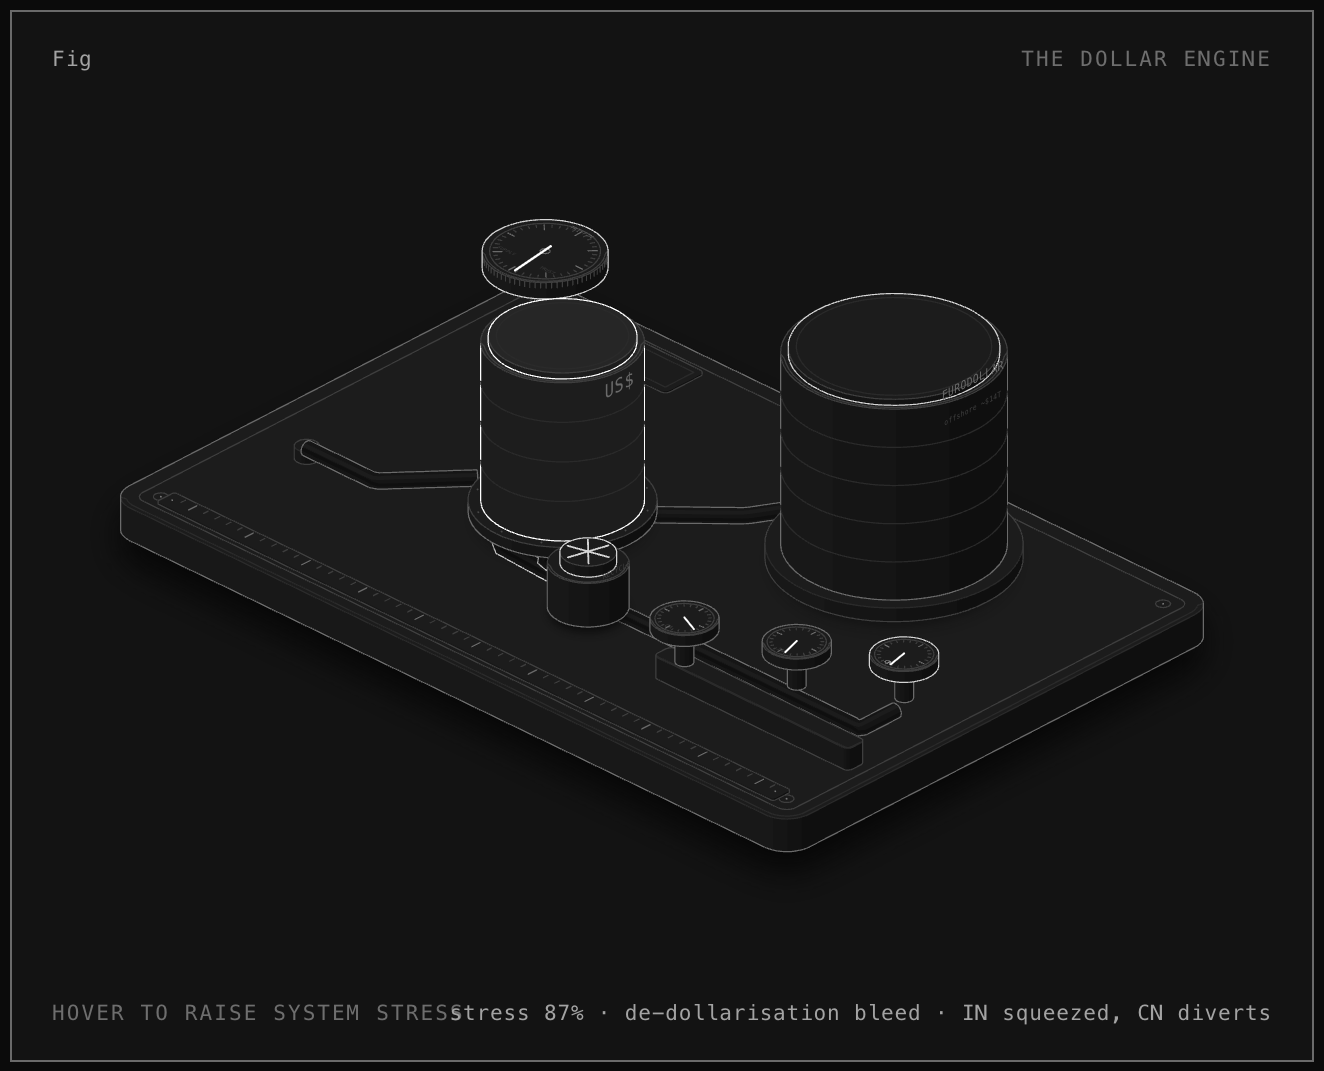 Fig
THE DOLLAR ENGINE
US$
EURODOLLAR
HOVER TO RAISE SYSTEM STRESS
stress 87% · de–dollarisation bleed · IN squeezed, CN diverts